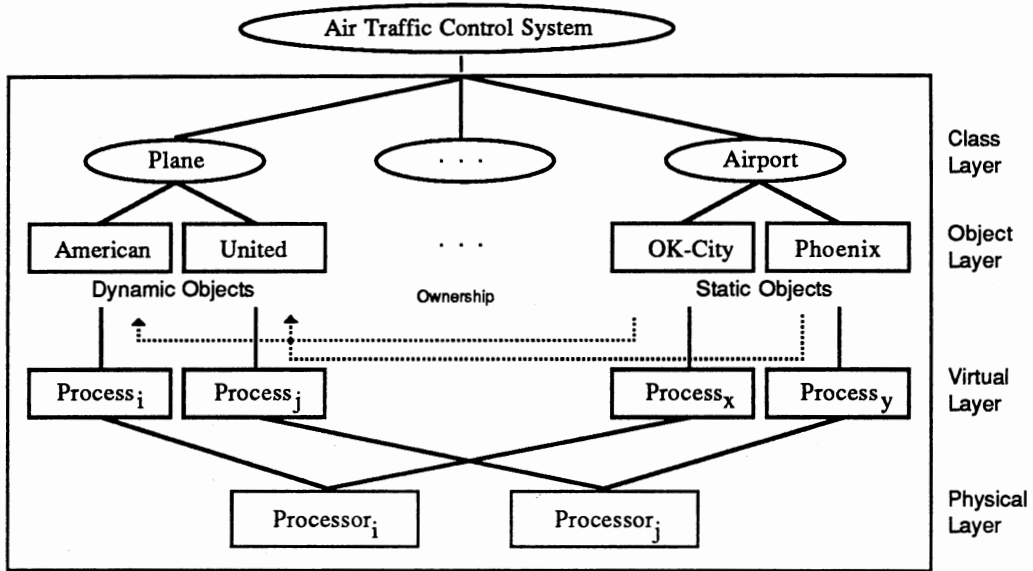 Air Traffic Control System
Plane
. . .
Airport
Class
Layer
American
United
. . .
OK-City
Phoenix
Object
Layer
Dynamic Objects
Ownership
Static Objects
Process i
Process j
Process x
Process y
Virtual
Layer
Processor i
Processor j
Physical
Layer